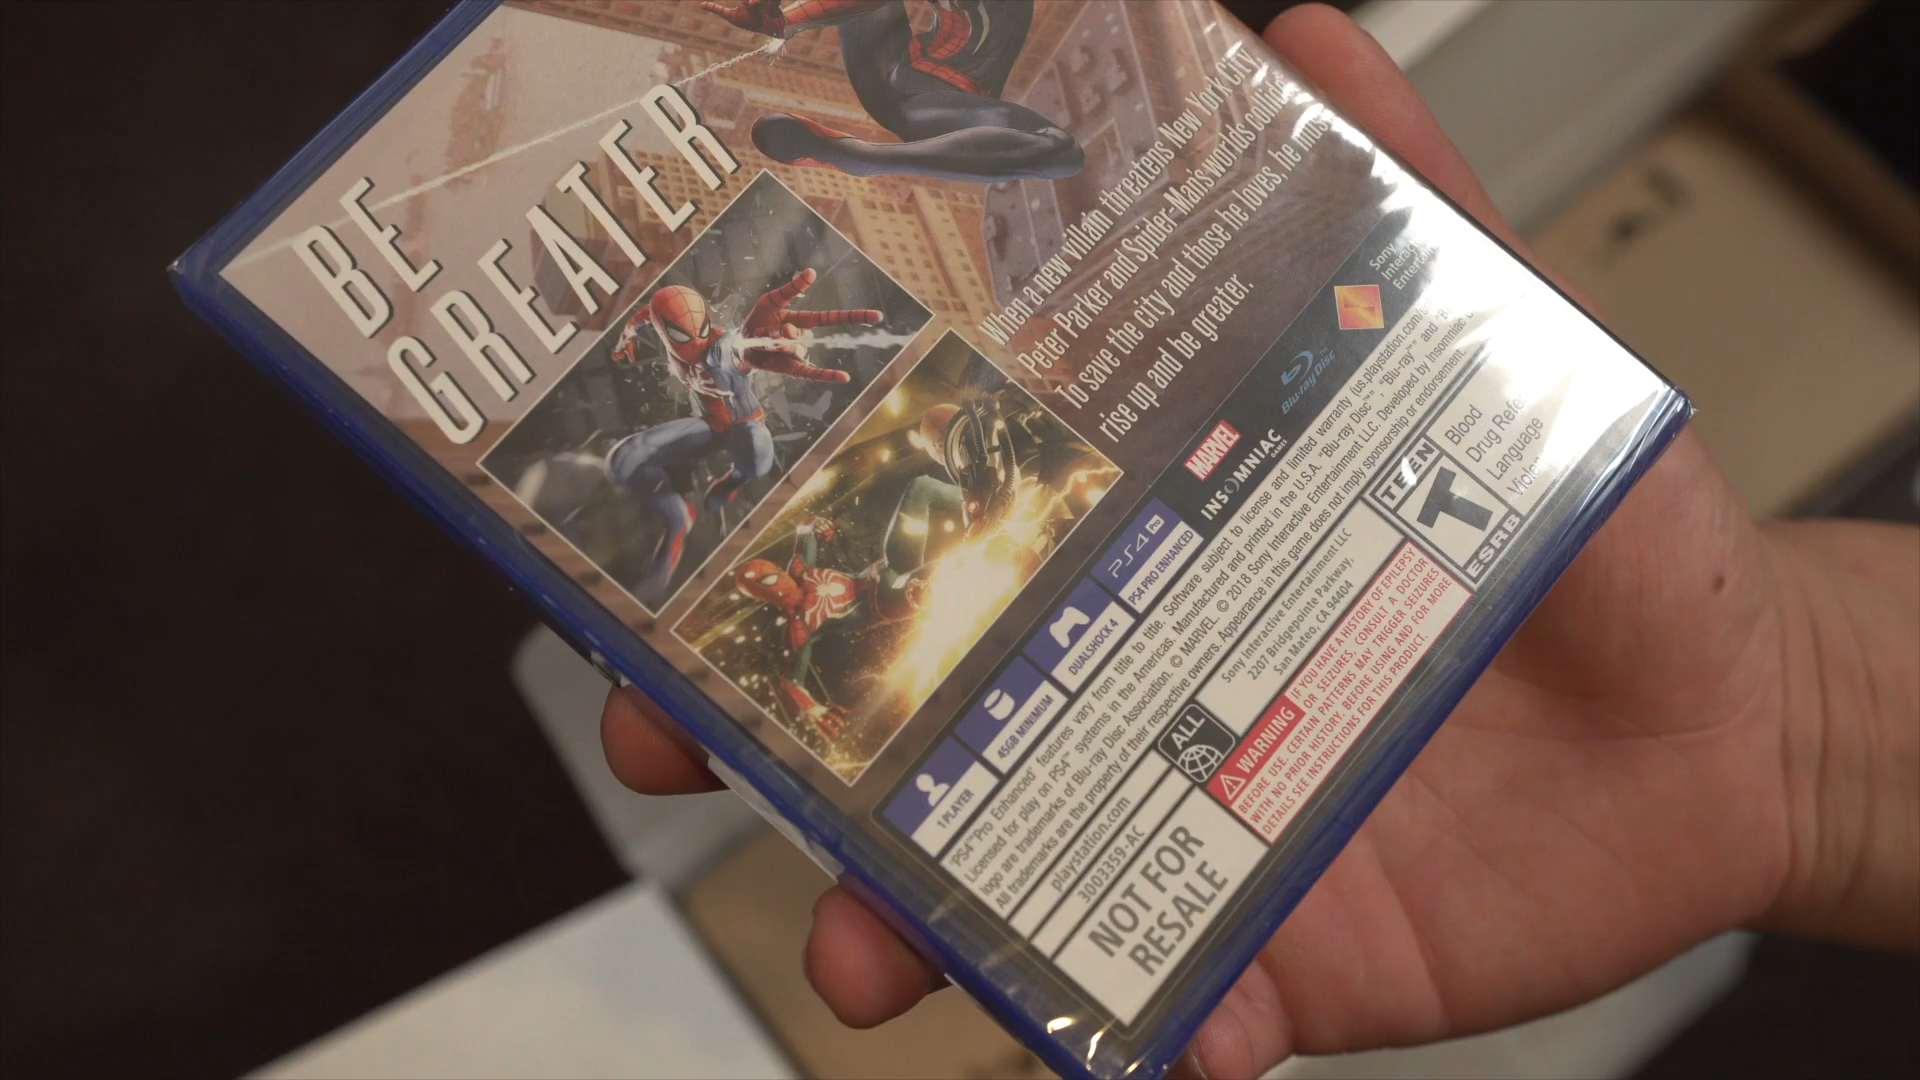 BE
GREATER
When a new villain threatens New York City,
Peter Parker and Spider-Man's worlds collide.
To save the city and those he loves, he must
rise up and be greater.
MARVEL
INSOMNIAC
GAMES
Blu-ray Disc
Sony
1 PLAYER
45GB MINIMUM
DUALSHOCK 4
PS4 Pro
PS4 PRO ENHANCED
'PS4™Pro Enhanced' features vary from title to title. Software subject to license and limited warranty (us.playstation.com/
Licensed for play on PS4™ systems in the Americas. Manufactured and printed in the U.S.A. "Blu-ray Disc™", "Blu-ray™" and
logo are trademarks of Blu-ray Disc Association. © MARVEL. © 2018 Sony Interactive Entertainment LLC. Developed by Insomniac
All trademarks are the property of their respective owners. Appearance in this game does not imply sponsorship or endorsement.
playstation.com
3003359-AC
NOT FOR
RESALE
ALL
Sony Interactive Entertainment LLC
2207 Bridgepointe Parkway,
San Mateo, CA 94404
WARNING IF YOU HAVE A HISTORY OF EPILEPSY
OR SEIZURES, CONSULT A DOCTOR
BEFORE USE. CERTAIN PATTERNS MAY TRIGGER SEIZURES
WITH NO PRIOR HISTORY. BEFORE USING AND FOR MORE
DETAILS SEE INSTRUCTIONS FOR THIS PRODUCT.
TEEN
T
ESRB
Blood
Drug
Language